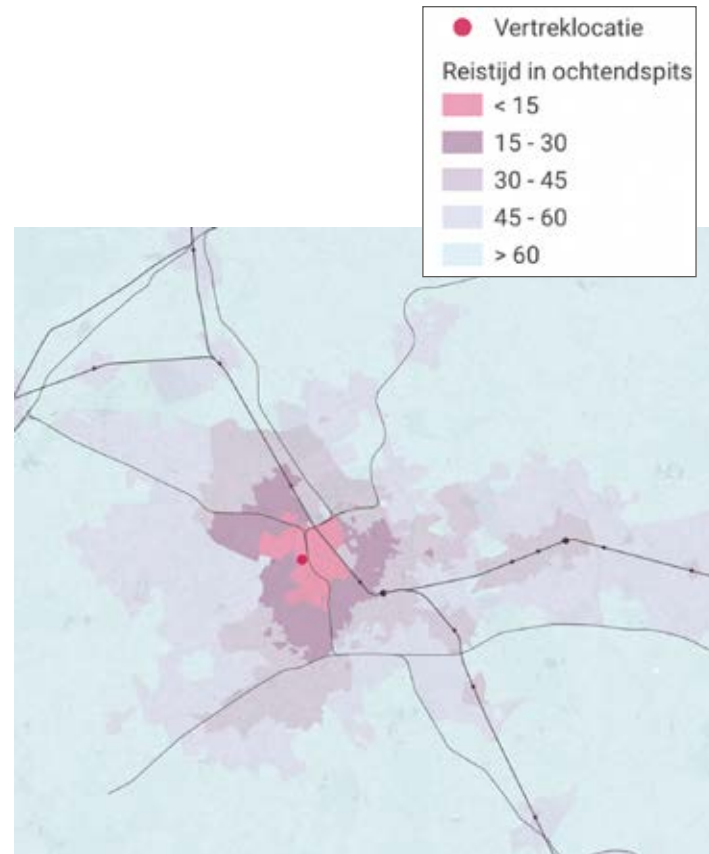 Vertreklocatie
Reistijd in ochtendspits
< 15
15 - 30
30 - 45
45 - 60
> 60